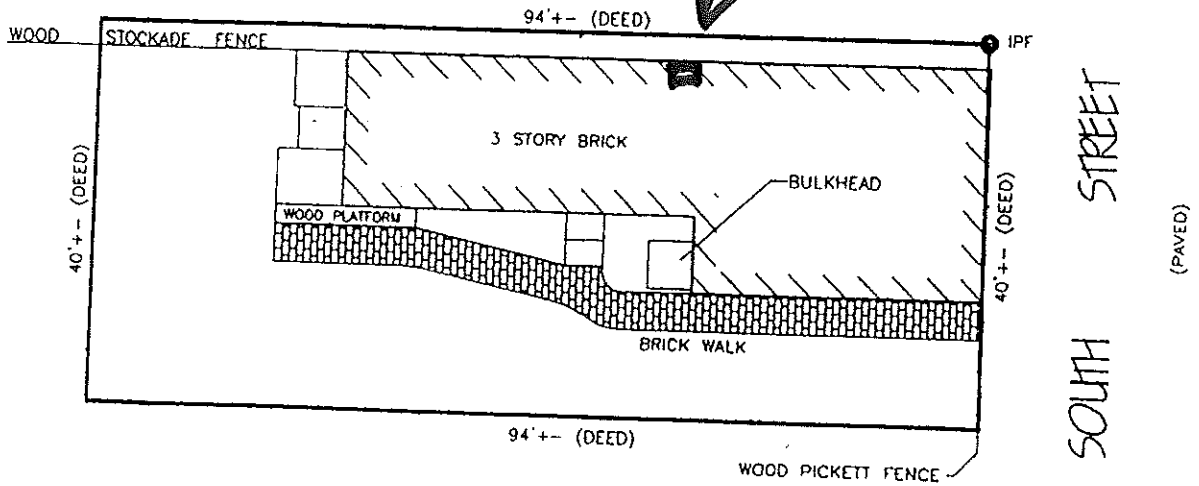 94'+- (DEED)
WOOD STOCKADE FENCE
IPF
3 STORY BRICK
BULKHEAD
WOOD PLATFORM
40'+- (DEED)
40'+- (DEED)
BRICK WALK
94'+- (DEED)
WOOD PICKETT FENCE
SOUTH STREET
(PAVED)